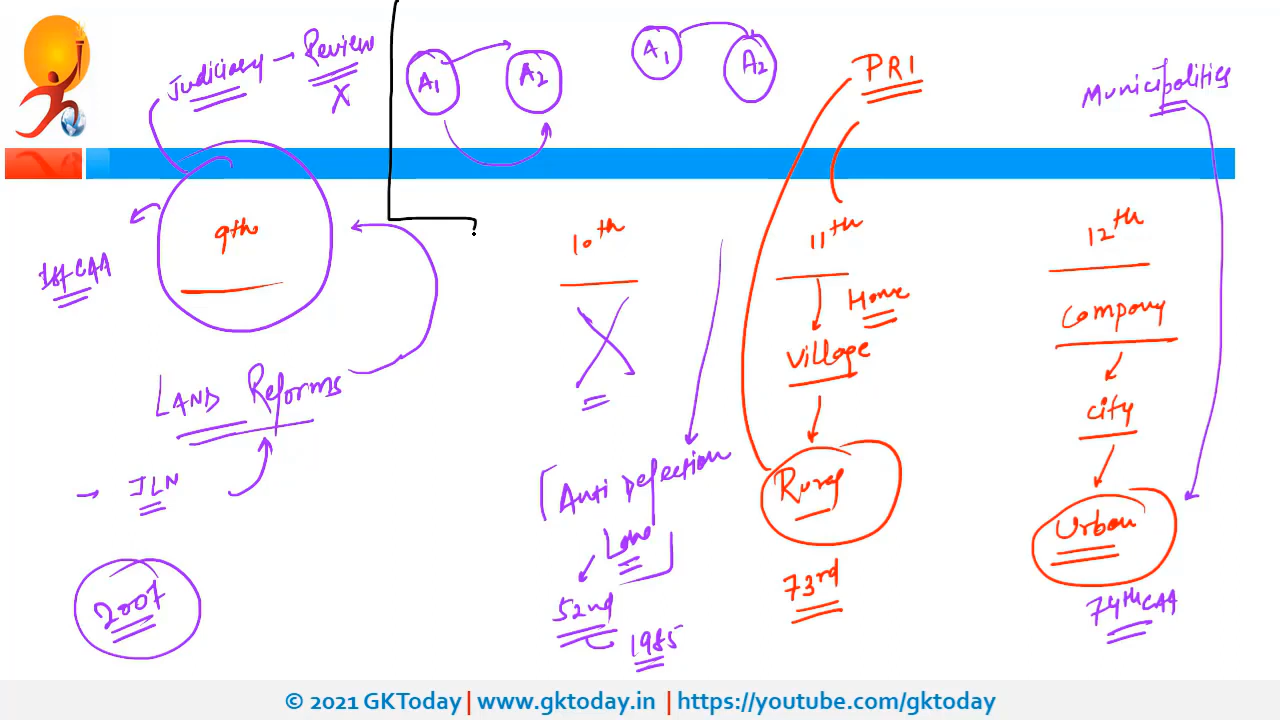 Judiciary → Review
X
A1 A2
A1 A2
PRI
Municipalities
9th
1st CAA
LAND Reforms
→ JLN
2007
10th
X
[Anti Defection
Law]
52nd
1985
11th
Home
Village
Rural
73rd
12th
Company
City
Urban
74th CAA
© 2021 GKToday | www.gktoday.in | https://youtube.com/gktoday